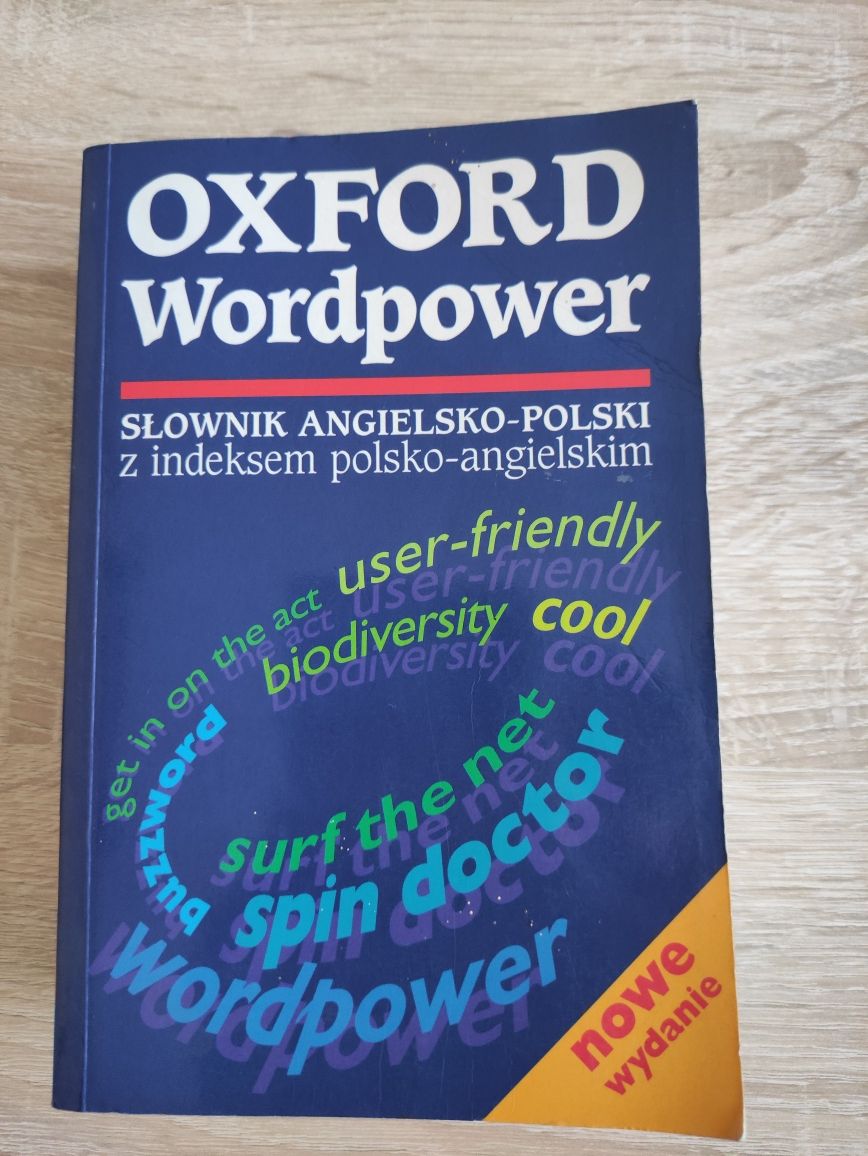 OXFORD
Wordpower
SŁOWNIK ANGIELSKO-POLSKI
z indeksem polsko-angielskim
get in on the act user-friendly
biodiversity cool
buzzword
surf the net
spin doctor
wordpower
nowe
wydanie